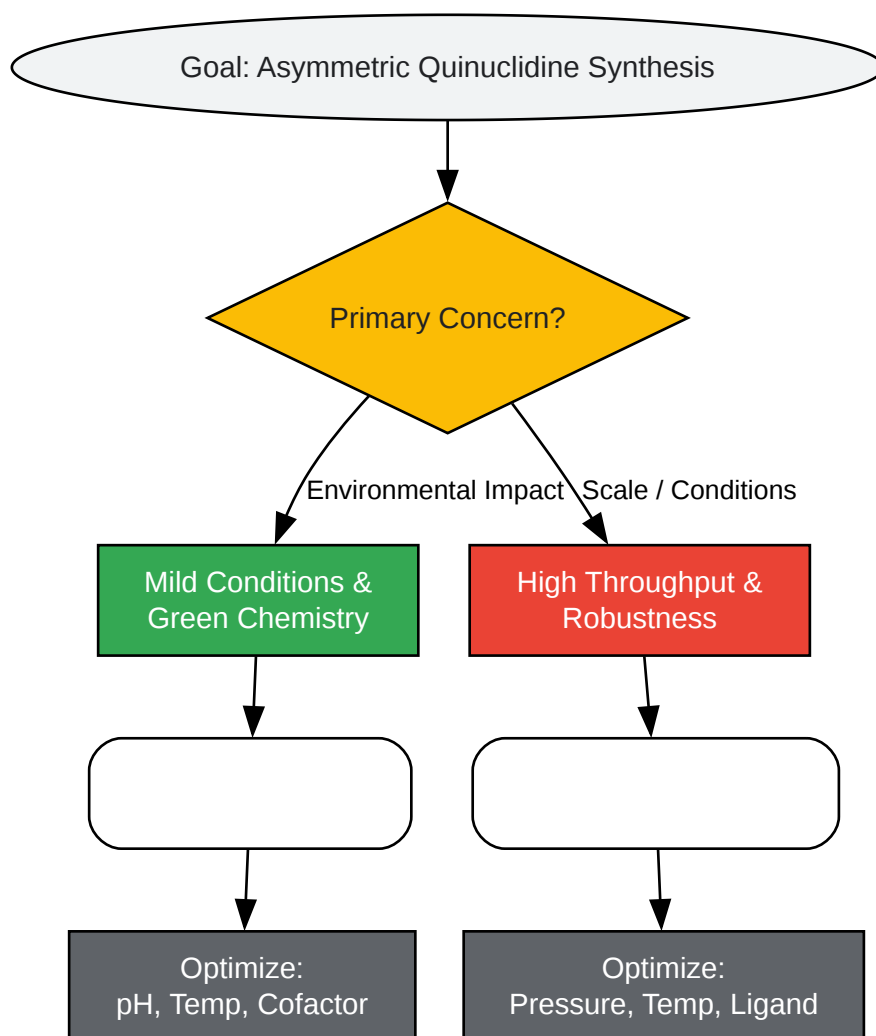 Goal: Asymmetric Quinuclidine Synthesis
Primary Concern?
Environmental Impact
Scale / Conditions
Mild Conditions &
Green Chemistry
High Throughput &
Robustness
Optimize:
pH, Temp, Cofactor
Optimize:
Pressure, Temp, Ligand